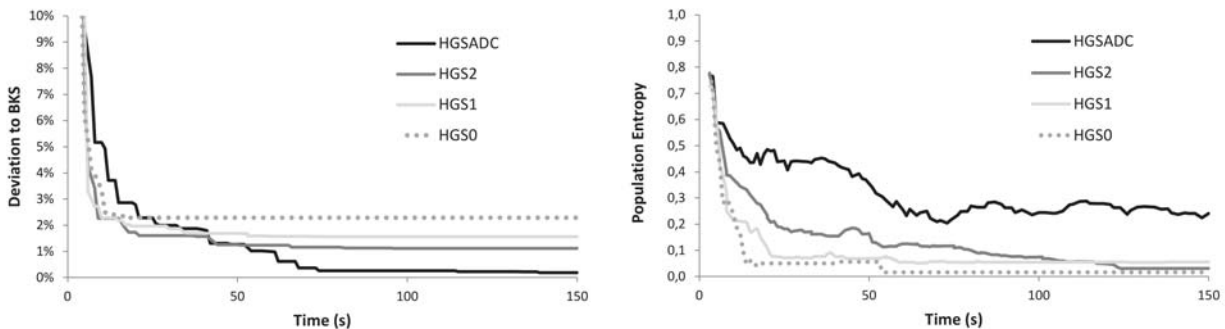 10%
9%
8%
7%
6%
5%
4%
3%
2%
1%
0%
Deviation to BKS
HGSADC
HGS2
HGS1
HGS0
0
50
100
150
Time (s)
1,0
0,9
0,8
0,7
0,6
0,5
0,4
0,3
0,2
0,1
0,0
Population Entropy
HGSADC
HGS2
HGS1
HGS0
0
50
100
150
Time (s)